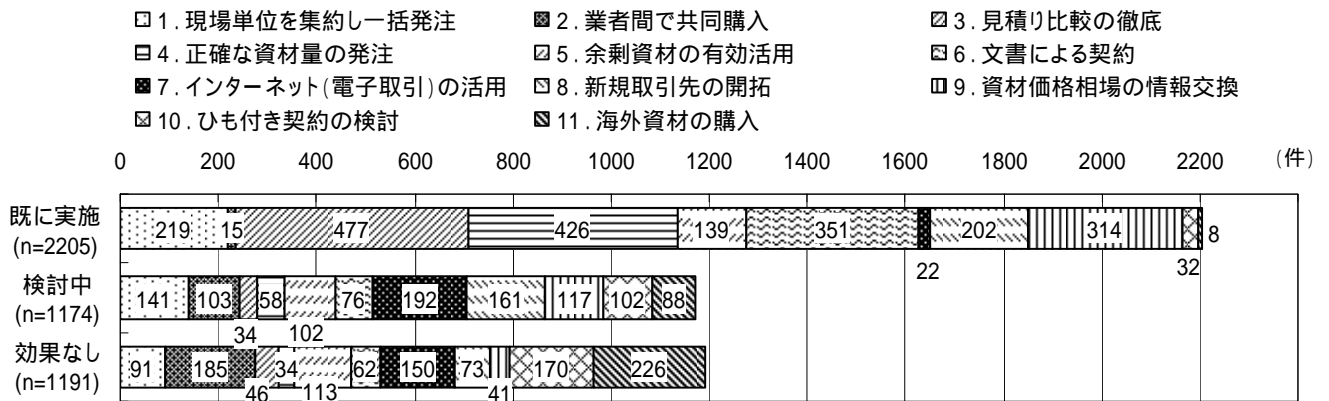 1.現場単位を集約し一括発注 2.業者間で共同購入 3.見積り比較の徹底
4.正確な資材量の発注 5.余剰資材の有効活用 6.文書による契約
7.インターネット(電子取引)の活用 8.新規取引先の開拓 9.資材価格相場の情報交換
10.ひも付き契約の検討 11.海外資材の購入
0 200 400 600 800 1000 1200 1400 1600 1800 2000 2200 (件)
既に実施
(n=2205)
219 15 477 426 139 351 202 314 8
22 32
検討中
(n=1174)
141 103 58 76 192 161 117 102 88
34 102
効果なし
(n=1191)
91 185 34 62 150 73 170 226
46 113 41